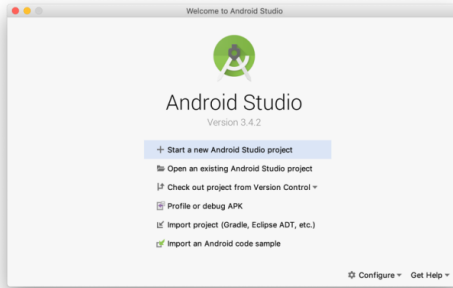 Welcome to Android Studio
Android Studio
Version 3.4.2
Start a new Android Studio project
Open an existing Android Studio project
Check out project from Version Control
Profile or debug APK
Import project (Gradle, Eclipse ADT, etc.)
Import an Android code sample
Configure Get Help